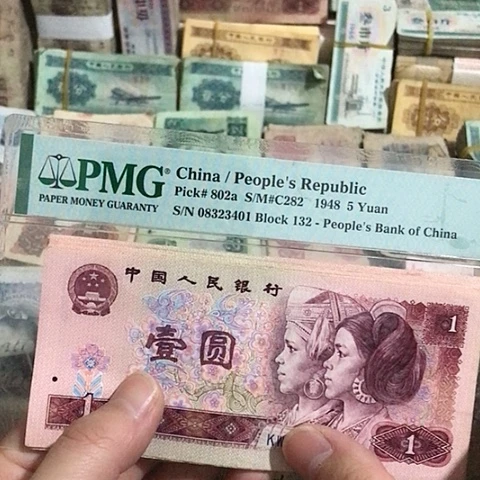 PMG® China / People's Republic
PAPER MONEY GUARANTY Pick# 802a S/M#C282 1948 5 Yuan
S/N 08323401 Block 132 - People's Bank of China
中国人民银行
壹圆
1
1
1
KW